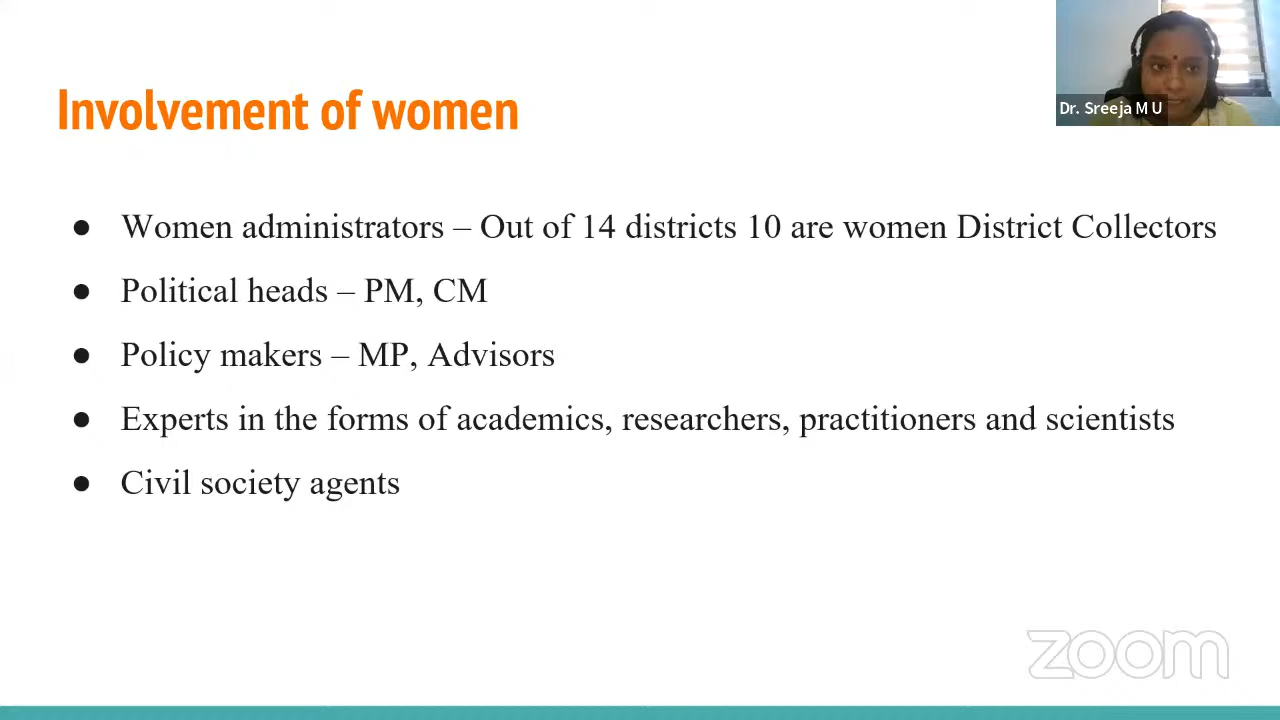 Involvement of women
Dr. Sreeja M U
● Women administrators – Out of 14 districts 10 are women District Collectors
● Political heads – PM, CM
● Policy makers – MP, Advisors
● Experts in the forms of academics, researchers, practitioners and scientists
● Civil society agents
zoom